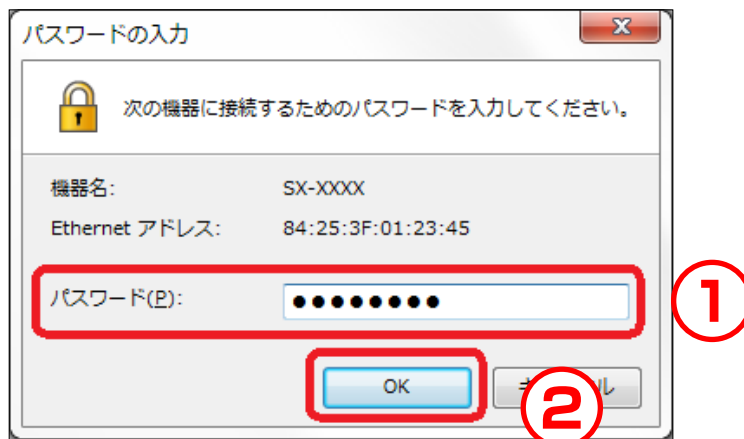 パスワードの入力
次の機器に接続するためのパスワードを入力してください。
機器名: SX-XXXX
Ethernet アドレス: 84:25:3F:01:23:45
パスワード(P): ●●●●●●●●
①
OK
②